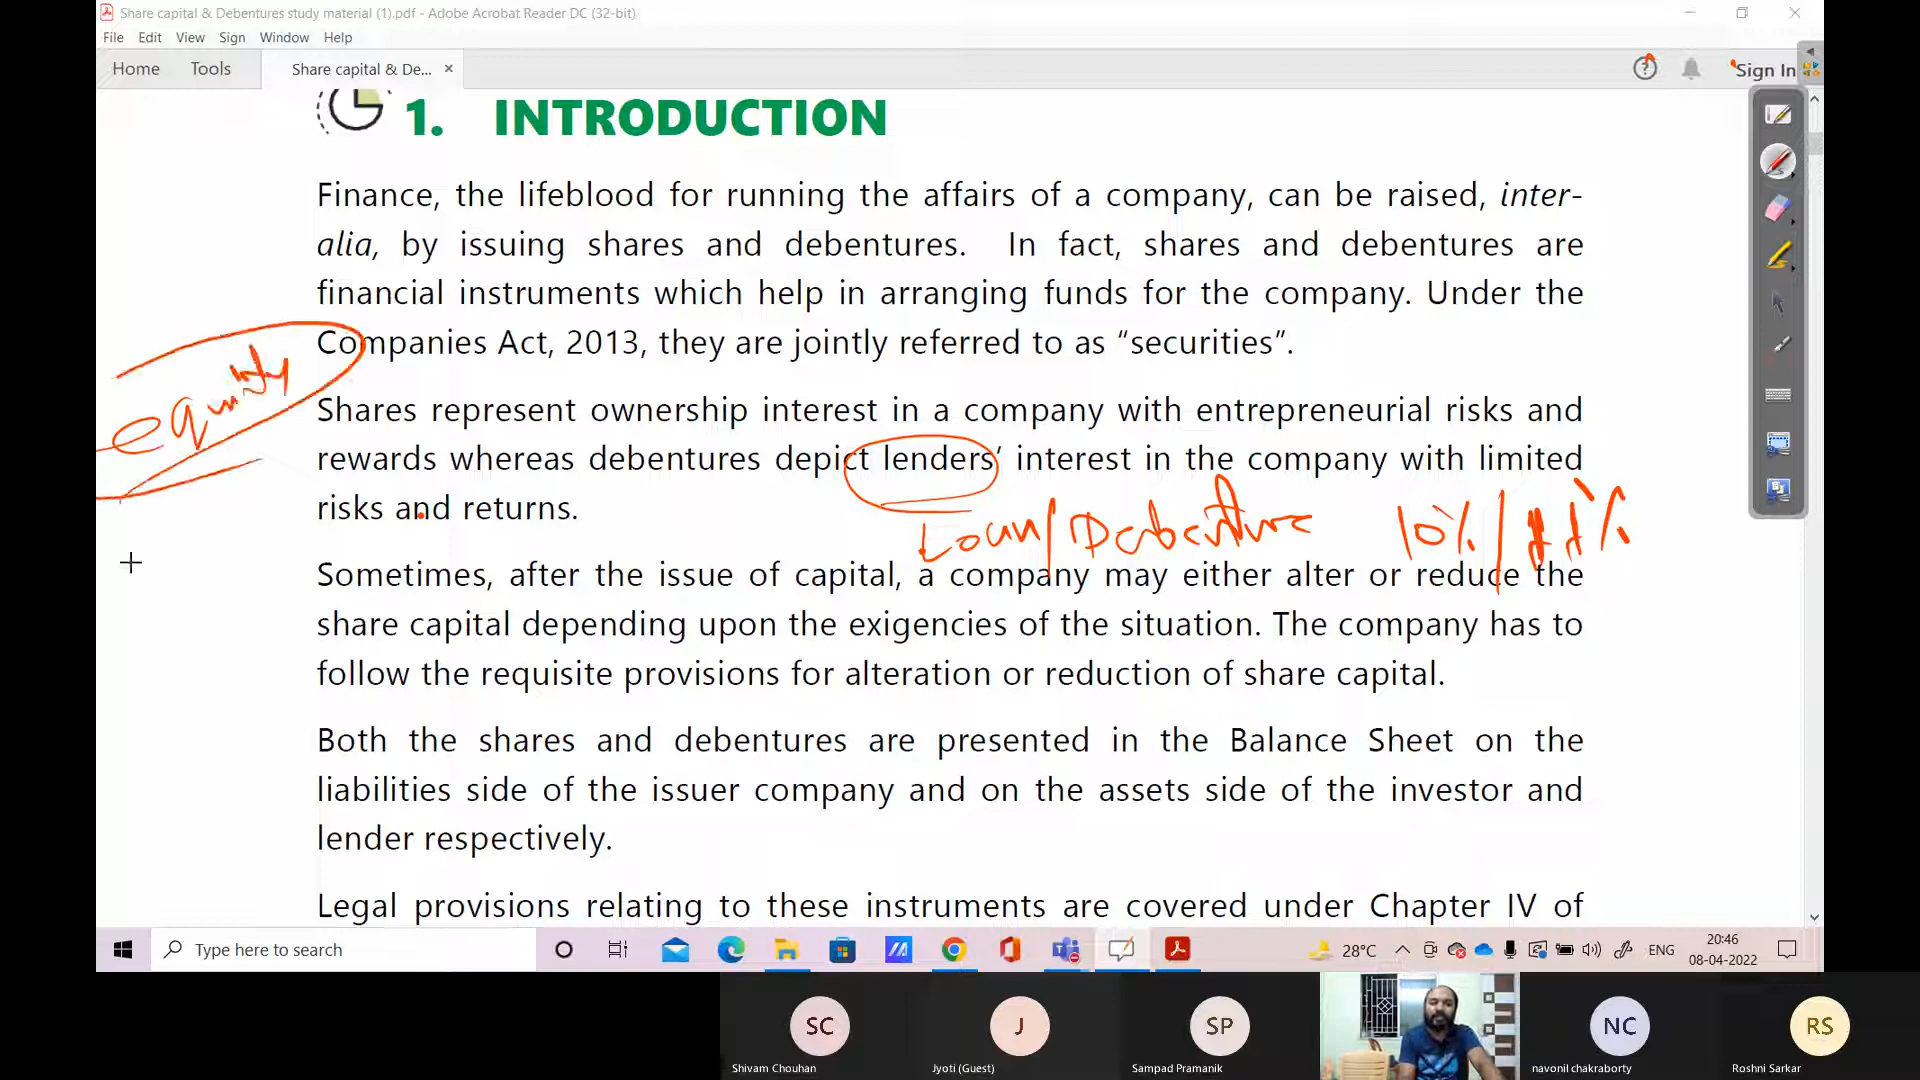 Share capital & Debentures study material (1).pdf - Adobe Acrobat Reader DC (32-bit)
File Edit View Sign Window Help
Home Tools Share capital & De... × Sign In
1. INTRODUCTION
Finance, the lifeblood for running the affairs of a company, can be raised, inter-
alia, by issuing shares and debentures. In fact, shares and debentures are
financial instruments which help in arranging funds for the company. Under the
Companies Act, 2013, they are jointly referred to as “securities”.
equity
Shares represent ownership interest in a company with entrepreneurial risks and
rewards whereas debentures depict lenders’ interest in the company with limited
risks and returns.
Loan/Debenture 10%/11%
Sometimes, after the issue of capital, a company may either alter or reduce the
share capital depending upon the exigencies of the situation. The company has to
follow the requisite provisions for alteration or reduction of share capital.
Both the shares and debentures are presented in the Balance Sheet on the
liabilities side of the issuer company and on the assets side of the investor and
lender respectively.
Legal provisions relating to these instruments are covered under Chapter IV of
Type here to search 28°C ENG 20:46
08-04-2022
SC J SP NC RS
Shivam Chouhan Jyoti (Guest) Sampad Pramanik navonil chakraborty Roshni Sarkar